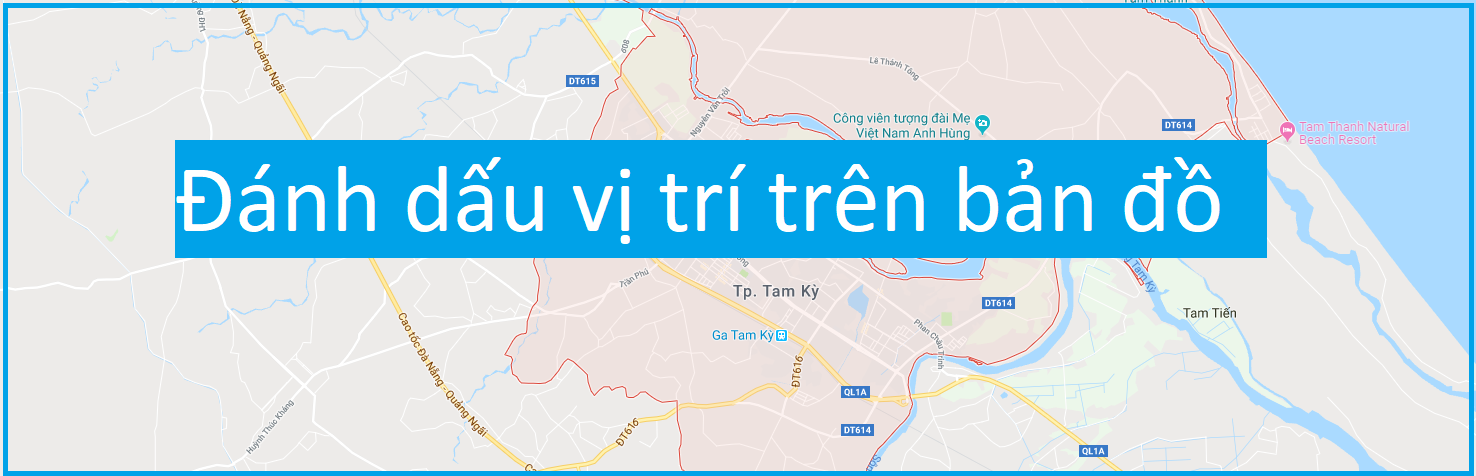 Đà Nẵng - Quảng Ngãi
DT615
Lê Thánh Tông
Nguyễn Văn Trỗi
Công viên tượng đài Mẹ
Việt Nam Anh Hùng
DT614
Tam Thanh Natural
Beach Resort
Đánh dấu vị trí trên bản đồ
Trần Phú
Tp. Tam Kỳ
DT614
Tam Tiến
Ga Tam Kỳ
Phan Châu Trinh
Cao tốc Đà Nẵng - Quảng Ngãi
ĐT616
QL1A
Huỳnh Thúc Kháng
ĐT616
DT614
QL1A